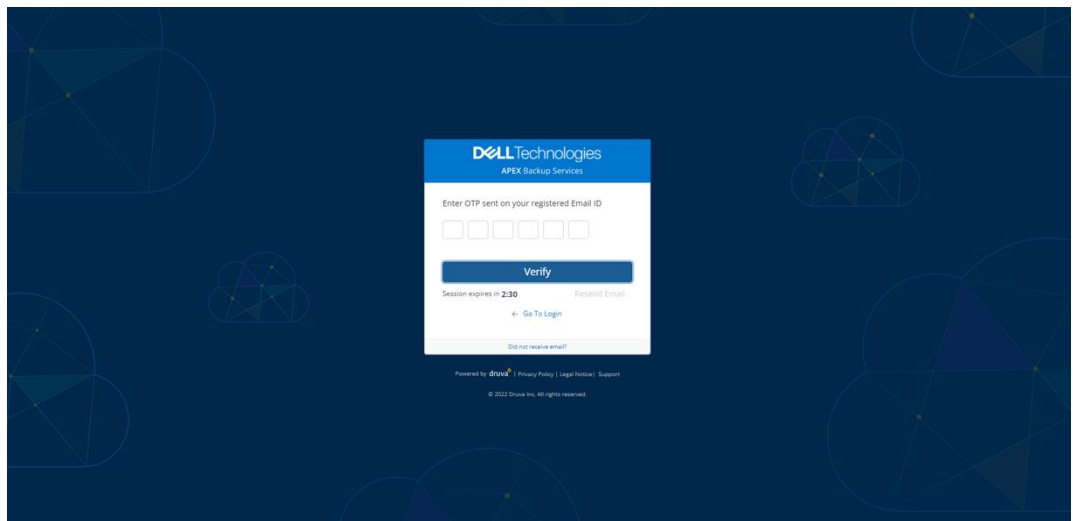 DELLTechnologies
APEX Backup Services
Enter OTP sent on your registered Email ID
Verify
Session expires in 2:30 Resend Email
← Go To Login
Did not receive email?
Powered by druva | Privacy Policy | Legal Notice | Support
© 2022 Druva Inc. All rights reserved.